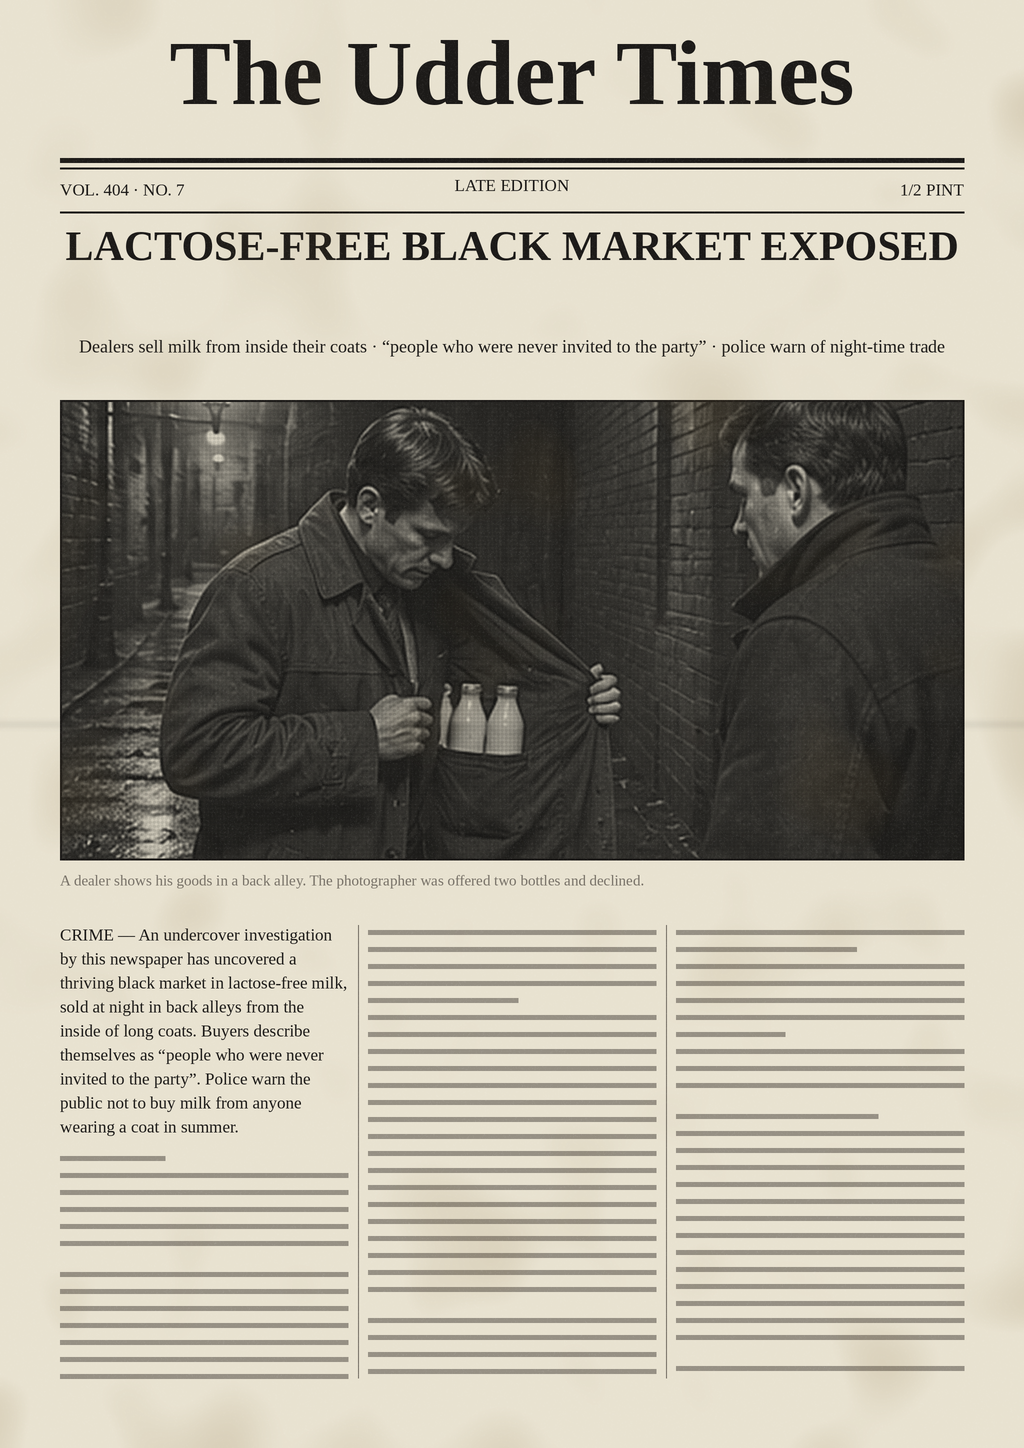 The Udder Times
VOL. 404 · NO. 7
LATE EDITION
1/2 PINT
LACTOSE-FREE BLACK MARKET EXPOSED
Dealers sell milk from inside their coats · “people who were never invited to the party” · police warn of night-time trade
A dealer shows his goods in a back alley. The photographer was offered two bottles and declined.
CRIME — An undercover investigation
by this newspaper has uncovered a
thriving black market in lactose-free milk,
sold at night in back alleys from the
inside of long coats. Buyers describe
themselves as “people who were never
invited to the party”. Police warn the
public not to buy milk from anyone
wearing a coat in summer.